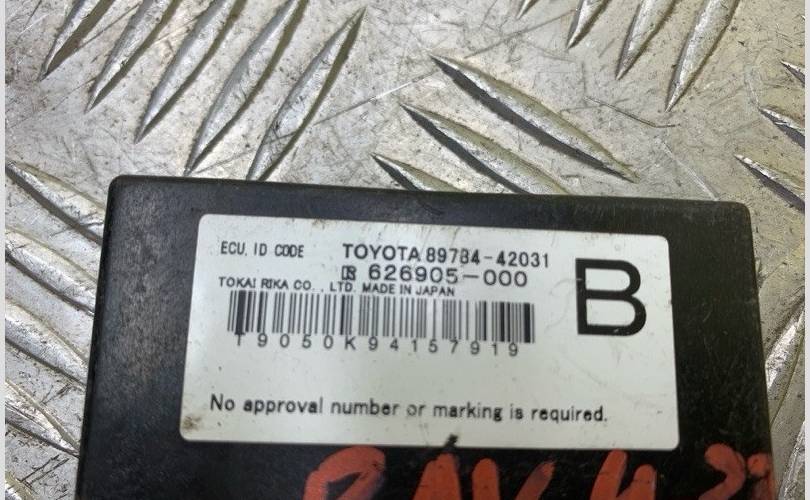 ECU, ID CODE TOYOTA 89784-42031
626905-000
TOKAI RIKA CO., LTD. MADE IN JAPAN
B
T9050K94157919
No approval number or marking is required.
RAV4